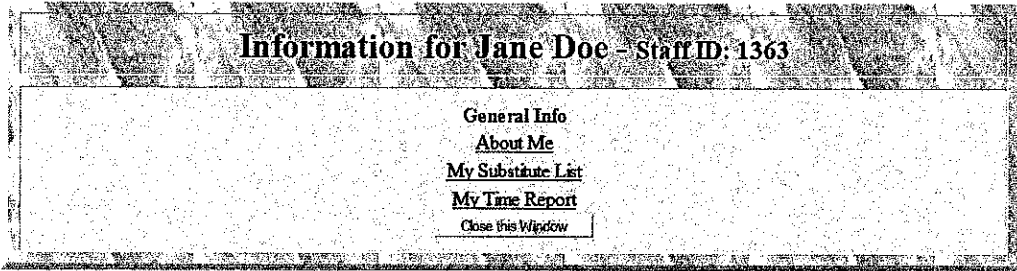 Information for Jane Doe - Staff ID: 1363
General Info
About Me
My Substitute List
My Time Report
Close this Window